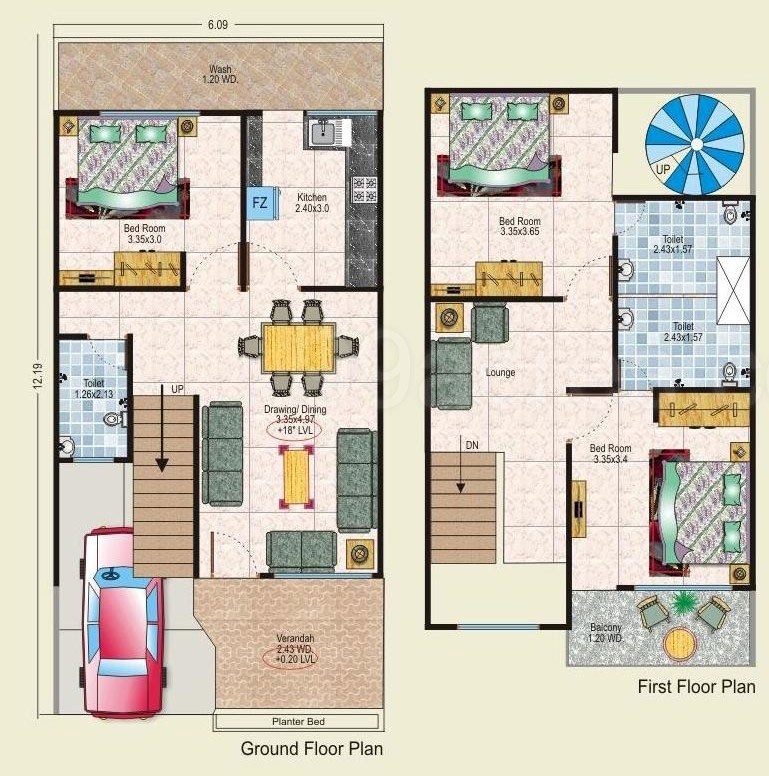 6.09
12.19
Wash
1.20 WD.
Bed Room
3.35x3.0
FZ
Kitchen
2.40x3.0
Toilet
1.26x2.13
UP
Drawing/ Dining
3.35x4.97
+18" LVL
Verandah
2.43 WD.
+0.20 LVL
Planter Bed
Ground Floor Plan
UP
Bed Room
3.35x3.65
Toilet
2.43x1.57
Toilet
2.43x1.57
Lounge
DN
Bed Room
3.35x3.4
Balcony
1.20 WD.
First Floor Plan